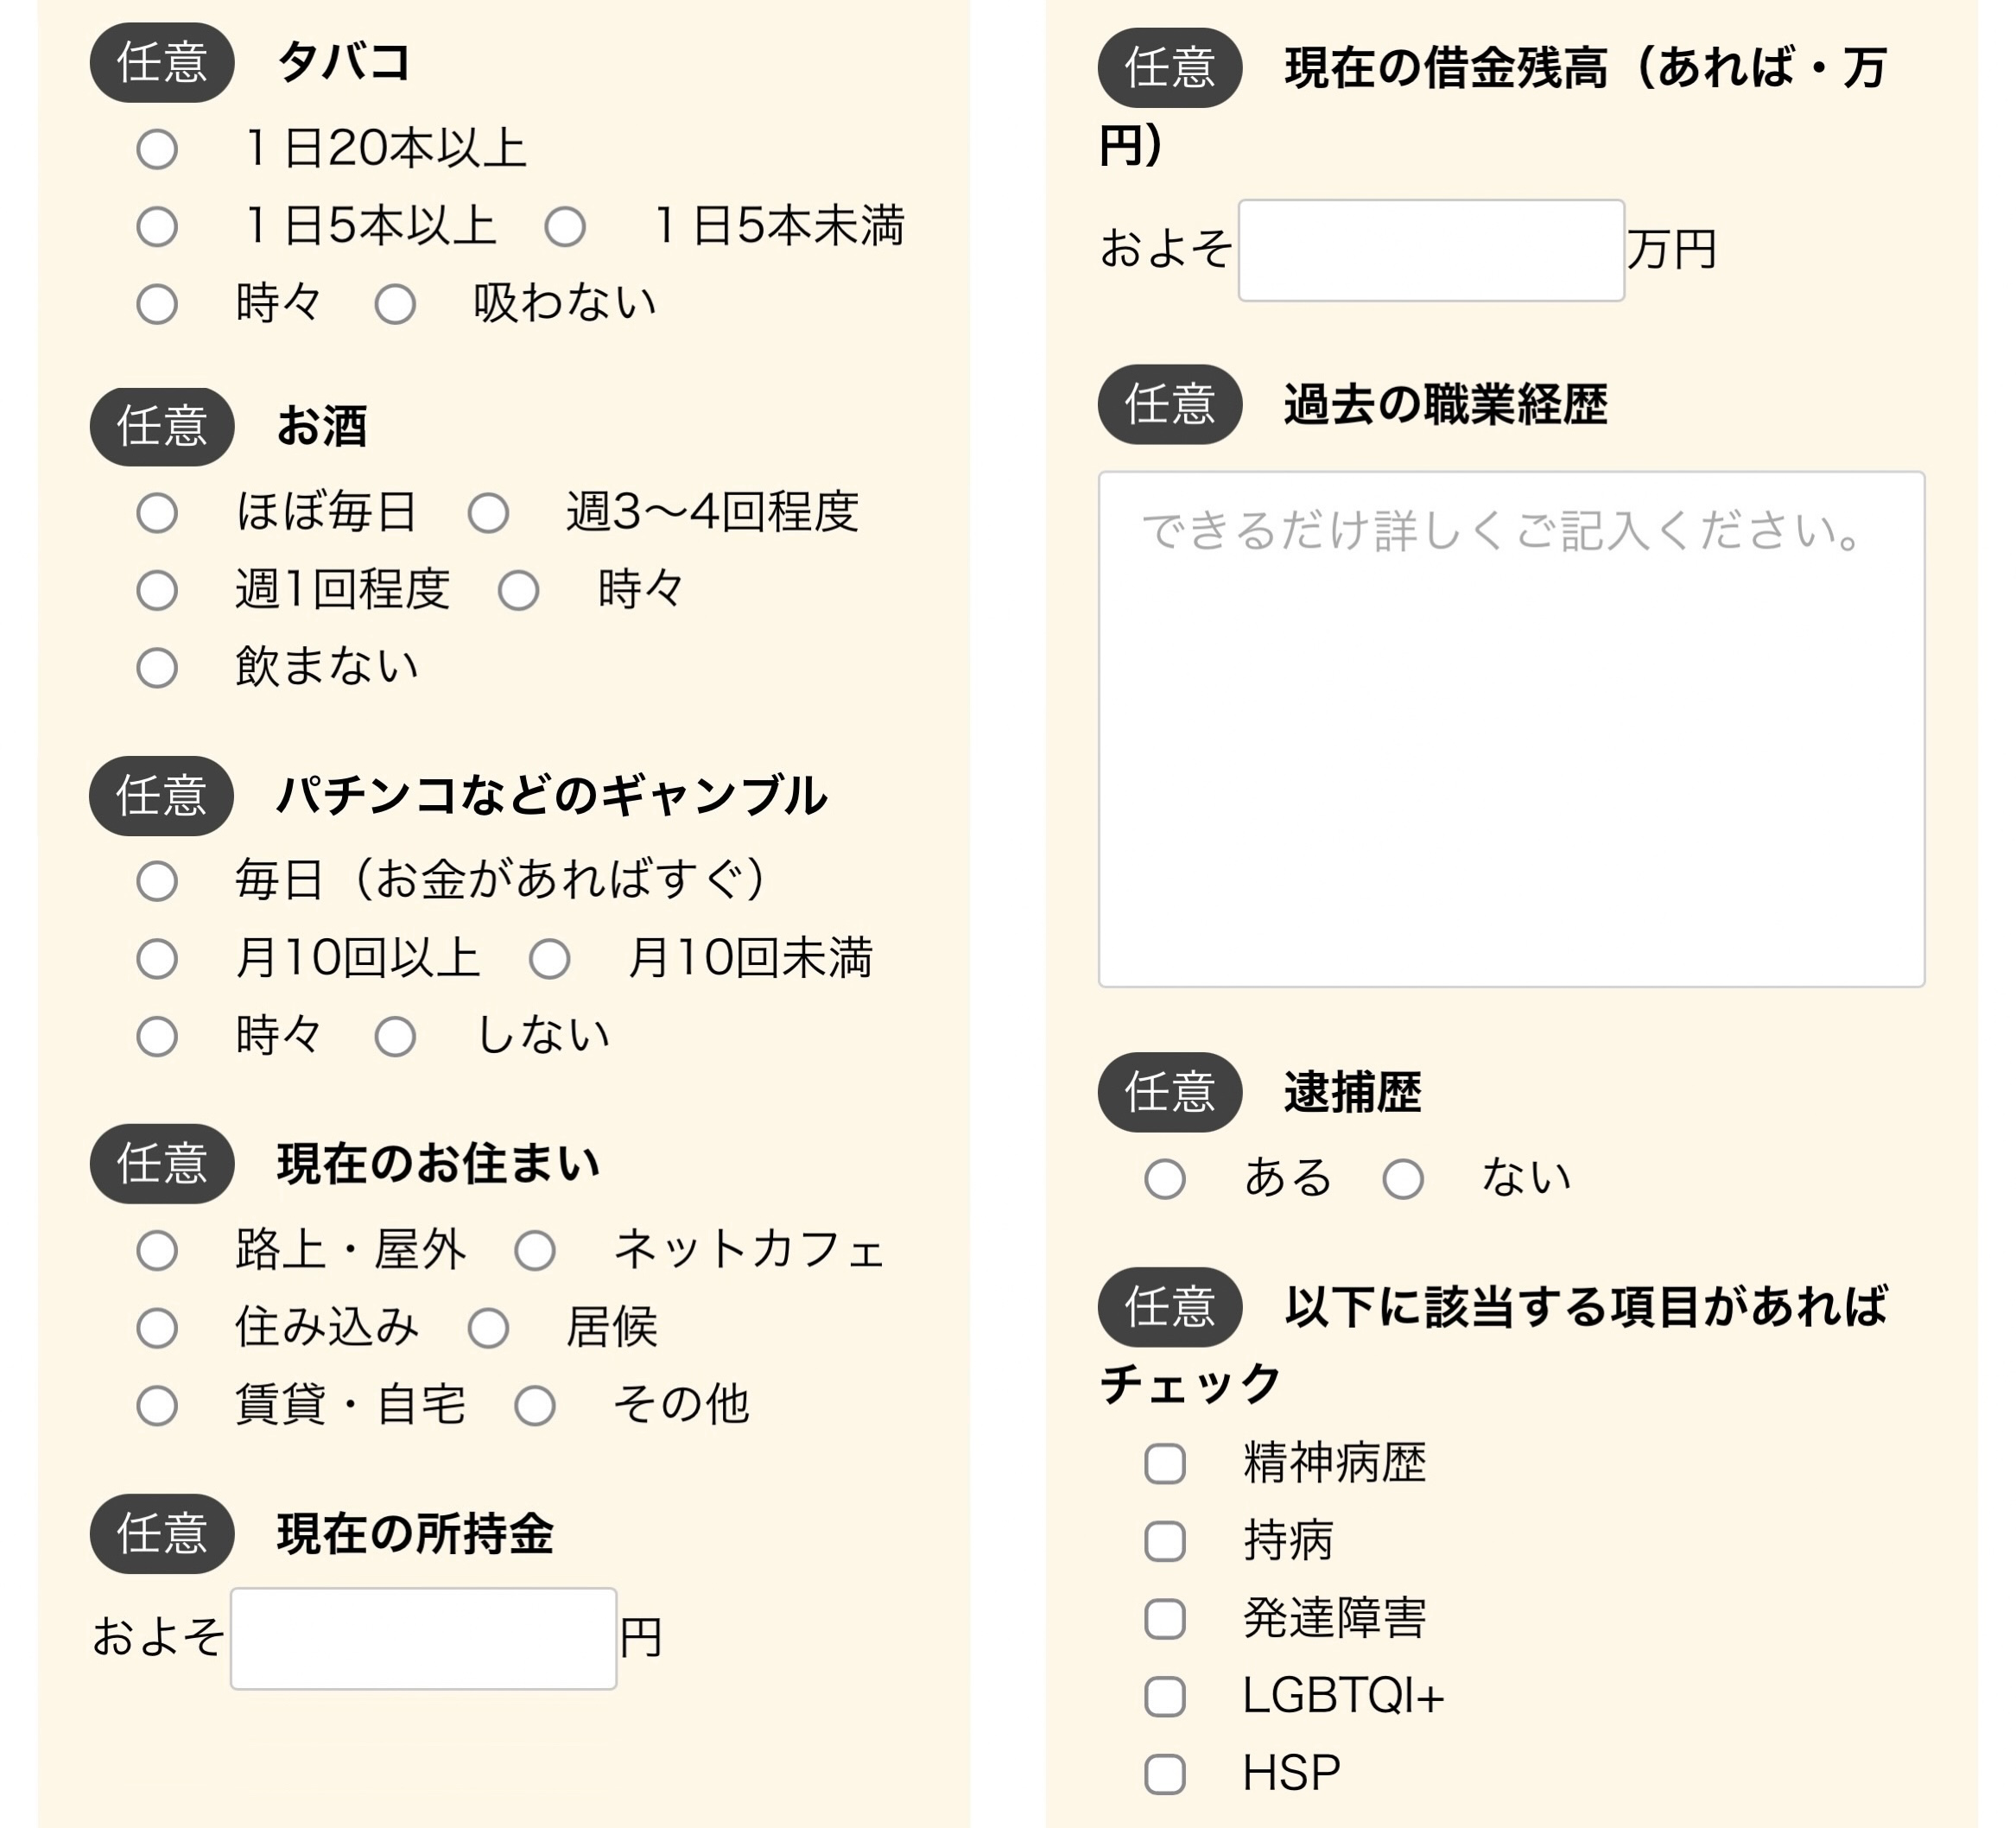 任意 タバコ
1日20本以上
1日5本以上 1日5本未満
時々 吸わない
任意 お酒
ほぼ毎日 週3〜4回程度
週1回程度 時々
飲まない
任意 パチンコなどのギャンブル
毎日（お金があればすぐ）
月10回以上 月10回未満
時々 しない
任意 現在のお住まい
路上・屋外 ネットカフェ
住み込み 居候
賃貸・自宅 その他
任意 現在の所持金
およそ 円
任意 現在の借金残高（あれば・万
円）
およそ 万円
任意 過去の職業経歴
できるだけ詳しくご記入ください。
任意 逮捕歴
ある ない
任意 以下に該当する項目があれば
チェック
精神病歴
持病
発達障害
LGBTQI+
HSP